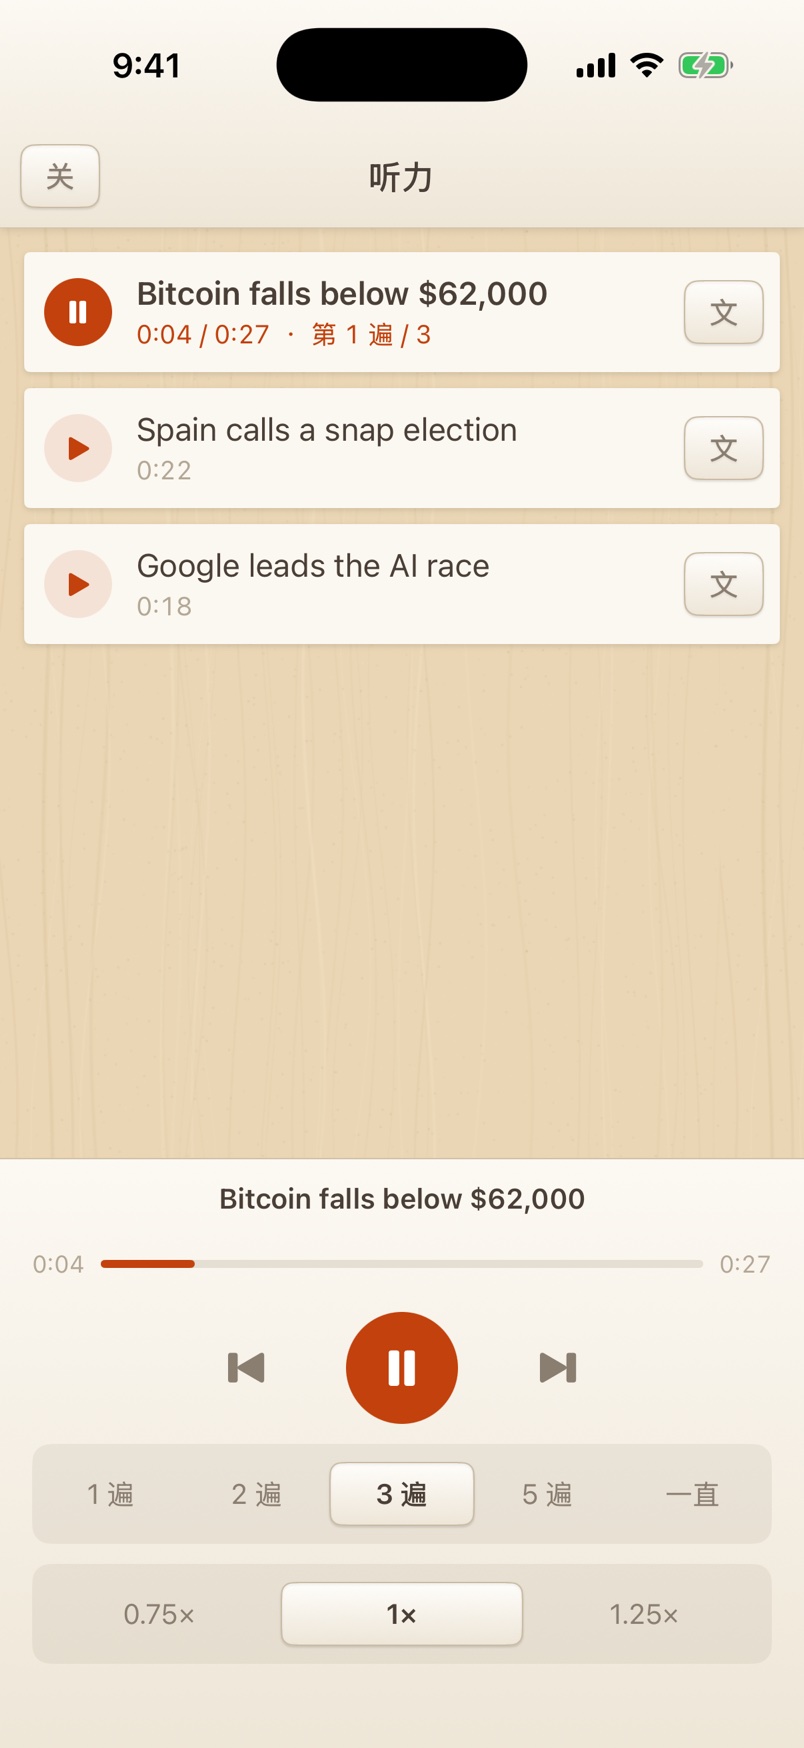 9:41
关
听力
Bitcoin falls below $62,000
0:04 / 0:27 · 第 1 遍 / 3
文
Spain calls a snap election
0:22
文
Google leads the AI race
0:18
文
Bitcoin falls below $62,000
0:04
0:27
1 遍
2 遍
3 遍
5 遍
一直
0.75×
1×
1.25×